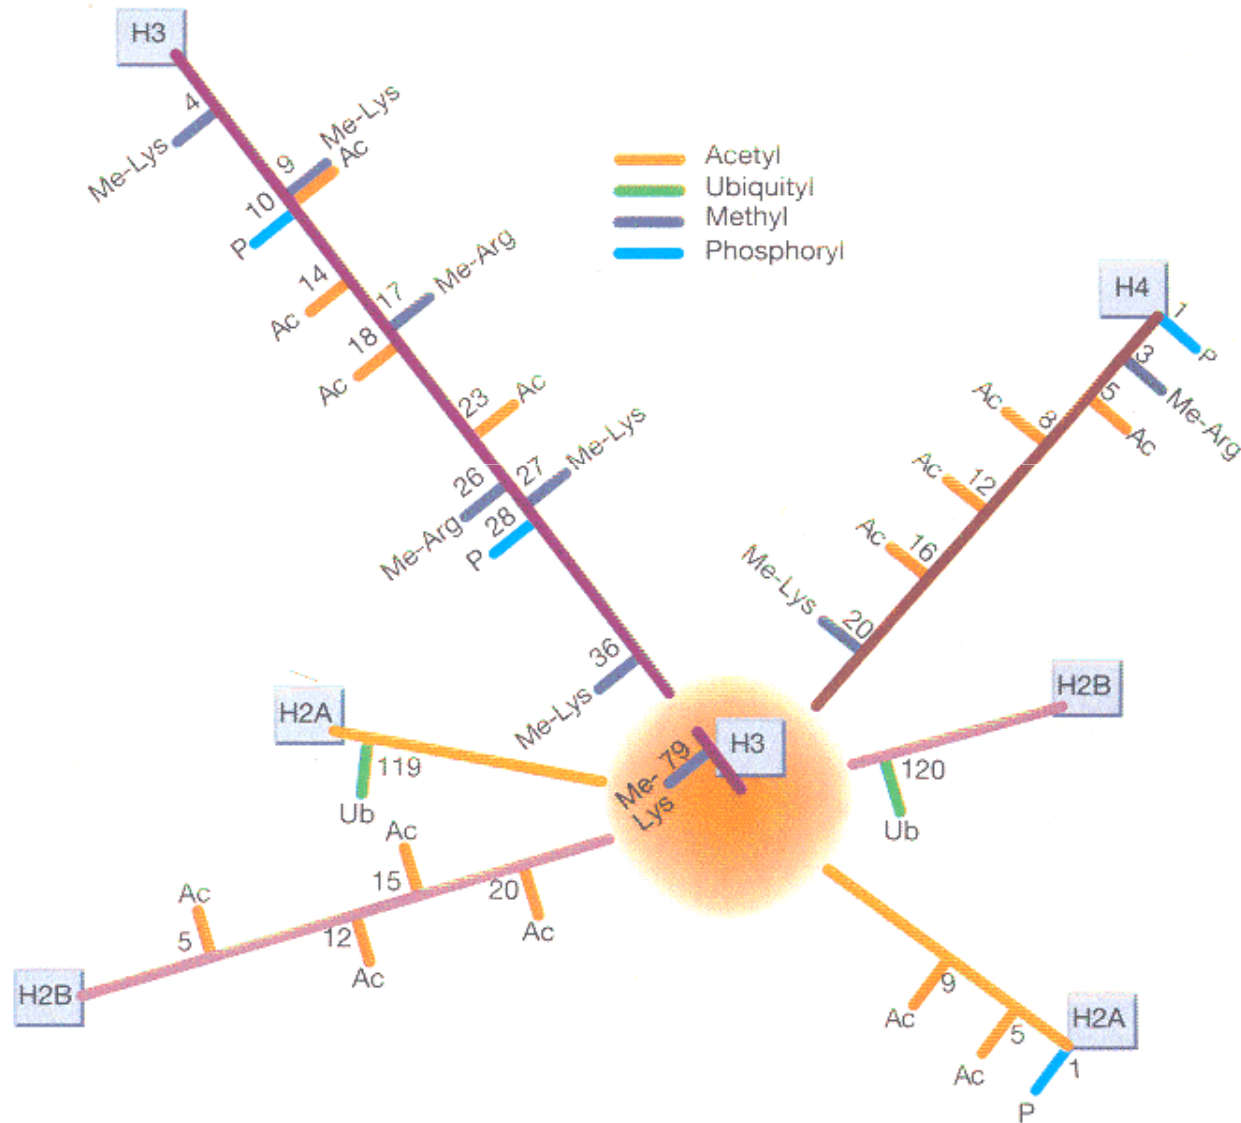 H3
4
Me-Lys
9
Me-Lys
Ac
10
P
14
Ac
17
Me-Arg
18
Ac
23
Ac
26
Me-Arg
27
Me-Lys
28
P
36
Me-Lys
Acetyl
Ubiquityl
Methyl
Phosphoryl
H4
1
P
3
Me-Arg
5
Ac
8
Ac
12
Ac
16
Ac
20
Me-Lys
H2A
119
Ub
H3
79
Me-
Lys
H2B
120
Ub
H2B
5
Ac
12
Ac
15
Ac
20
Ac
H2A
9
Ac
5
Ac
1
P